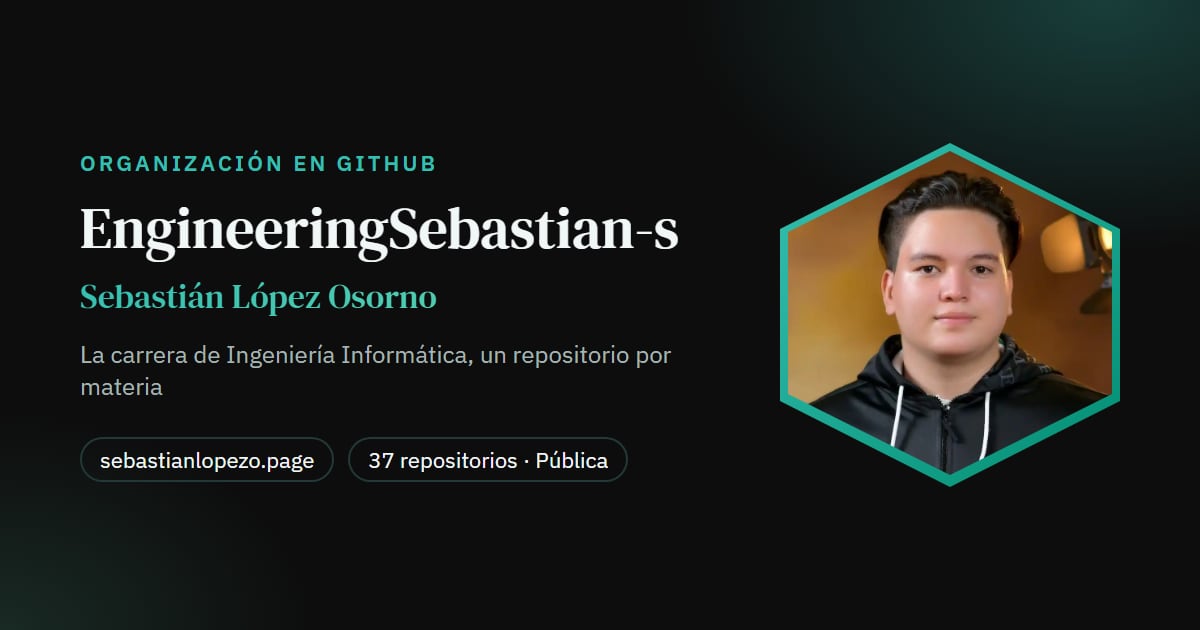 ORGANIZACIÓN EN GITHUB
EngineeringSebastian-s
Sebastián López Osorno
La carrera de Ingeniería Informática, un repositorio por
materia
sebastianlopezo.page
37 repositorios · Pública